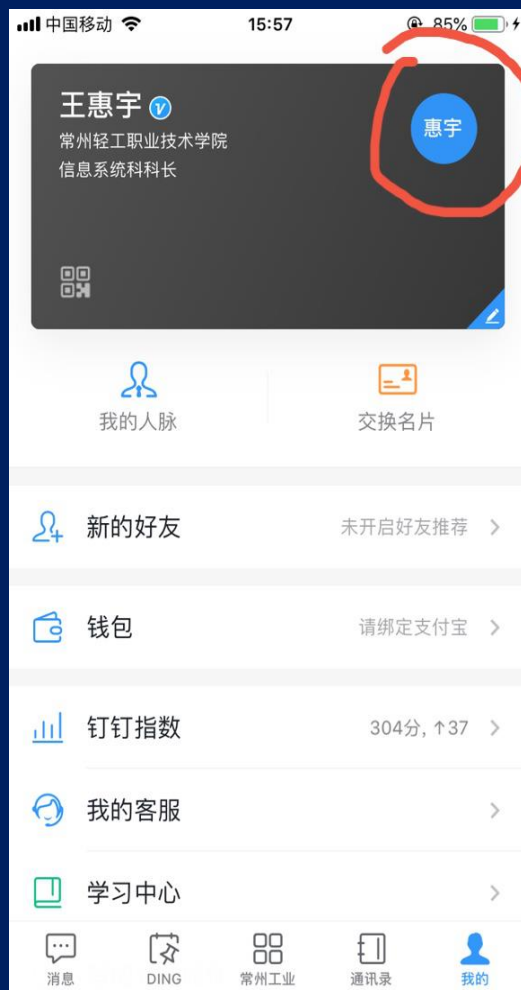 中国移动 15:57 85%
王惠宇
常州轻工职业技术学院
信息系统科科长
惠宇
我的人脉 交换名片
新的好友 未开启好友推荐
钱包 请绑定支付宝
钉钉指数 304分, ↑37
我的客服
学习中心
消息 DING 常州工业 通讯录 我的